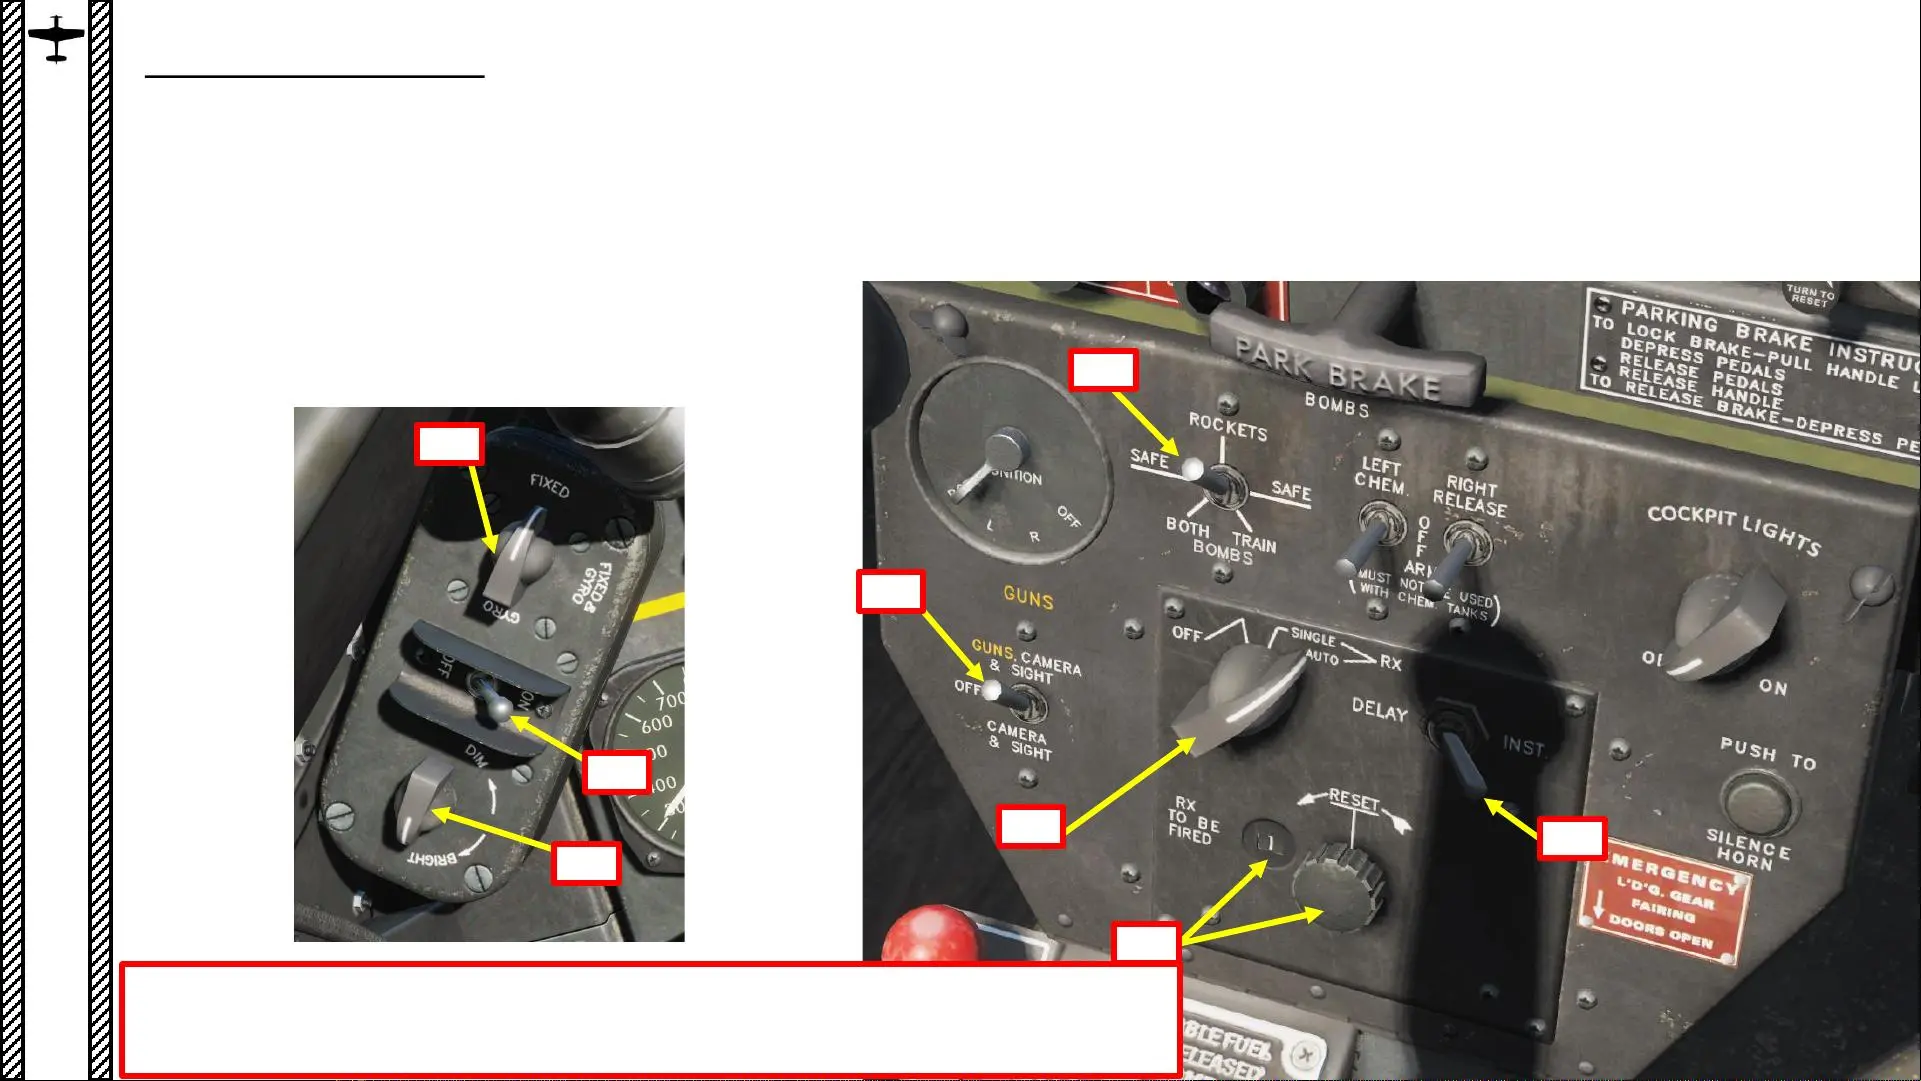 FIXED
FIXED &
GYRO
GYRO
OFF
ON
DIM
BRIGHT
700
600
TURN TO
RESET
PARKING BRAKE
TO LOCK BRAKE-PULL HANDLE
DEPRESS PEDALS
RELEASE PEDALS
RELEASE HANDLE
TO RELEASE BRAKE-DEPRESS
PARK BRAKE
BOMBS
ROCKETS
SAFE
SAFE
BOTH
TRAIN
BOMBS
LEFT
CHEM.
RIGHT
RELEASE
OFF
MUST NOT
USED
WITH CHEM. TANKS
COCKPIT LIGHTS
ON
L
R
OFF
GUNS
GUNS, CAMERA
& SIGHT
OFF
CAMERA
& SIGHT
OFF
SINGLE
AUTO
RX
DELAY
INST.
RESET
RX
TO BE
FIRED
1
PUSH TO
SILENCE
HORN
L'D'G. GEAR
FAIRING
DOORS OPEN